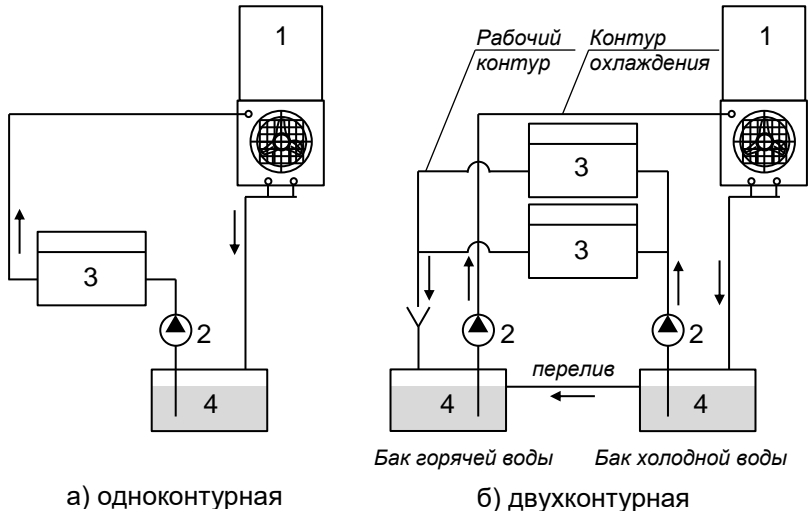 1
3
2
4
а) одноконтурная
Рабочий
контур
Контур
охлаждения
1
3
3
2
2
перелив
4
4
Бак горячей воды
Бак холодной воды
б) двухконтурная